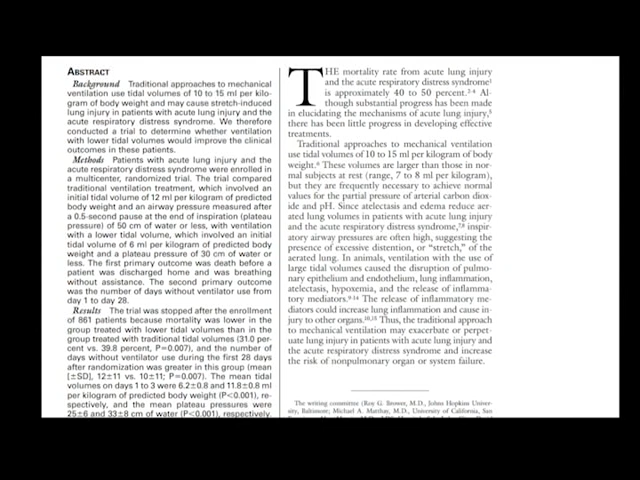 ABSTRACT
Background Traditional approaches to mechanical
ventilation use tidal volumes of 10 to 15 ml per kilo-
gram of body weight and may cause stretch-induced
lung injury in patients with acute lung injury and the
acute respiratory distress syndrome. We therefore
conducted a trial to determine whether ventilation
with lower tidal volumes would improve the clinical
outcomes in these patients.
Methods Patients with acute lung injury and the
acute respiratory distress syndrome were enrolled in
a multicenter, randomized trial. The trial compared
traditional ventilation treatment, which involved an
initial tidal volume of 12 ml per kilogram of predicted
body weight and an airway pressure measured after
a 0.5-second pause at the end of inspiration (plateau
pressure) of 50 cm of water or less, with ventilation
with a lower tidal volume, which involved an initial
tidal volume of 6 ml per kilogram of predicted body
weight and a plateau pressure of 30 cm of water or
less. The first primary outcome was death before a
patient was discharged home and was breathing
without assistance. The second primary outcome
was the number of days without ventilator use from
day 1 to day 28.
Results The trial was stopped after the enrollment
of 861 patients because mortality was lower in the
group treated with lower tidal volumes than in the
group treated with traditional tidal volumes (31.0 per-
cent vs. 39.8 percent, P=0.007), and the number of
days without ventilator use during the first 28 days
after randomization was greater in this group (mean
[±SD], 12±11 vs. 10±11; P=0.007). The mean tidal
volumes on days 1 to 3 were 6.2±0.8 and 11.8±0.8 ml
per kilogram of predicted body weight (P<0.001), re-
spectively, and the mean plateau pressures were
25±6 and 33±8 cm of water (P<0.001), respectively.
THE mortality rate from acute lung injury
and the acute respiratory distress syndrome¹
is approximately 40 to 50 percent.²⁻⁴ Al-
though substantial progress has been made
in elucidating the mechanisms of acute lung injury,⁵
there has been little progress in developing effective
treatments.
Traditional approaches to mechanical ventilation
use tidal volumes of 10 to 15 ml per kilogram of body
weight.⁶ These volumes are larger than those in nor-
mal subjects at rest (range, 7 to 8 ml per kilogram),
but they are frequently necessary to achieve normal
values for the partial pressure of arterial carbon diox-
ide and pH. Since atelectasis and edema reduce aer-
ated lung volumes in patients with acute lung injury
and the acute respiratory distress syndrome,⁷,⁸ inspir-
atory airway pressures are often high, suggesting the
presence of excessive distention, or "stretch," of the
aerated lung. In animals, ventilation with the use of
large tidal volumes caused the disruption of pulmo-
nary epithelium and endothelium, lung inflammation,
atelectasis, hypoxemia, and the release of inflamma-
tory mediators.⁹⁻¹⁴ The release of inflammatory me-
diators could increase lung inflammation and cause in-
jury to other organs.¹⁰,¹⁵ Thus, the traditional approach
to mechanical ventilation may exacerbate or perpet-
uate lung injury in patients with acute lung injury and
the acute respiratory distress syndrome and increase
the risk of nonpulmonary organ or system failure.
The writing committee (Roy G. Brower, M.D., Johns Hopkins Univer-
sity, Baltimore; Michael A. Matthay, M.D., University of California, San